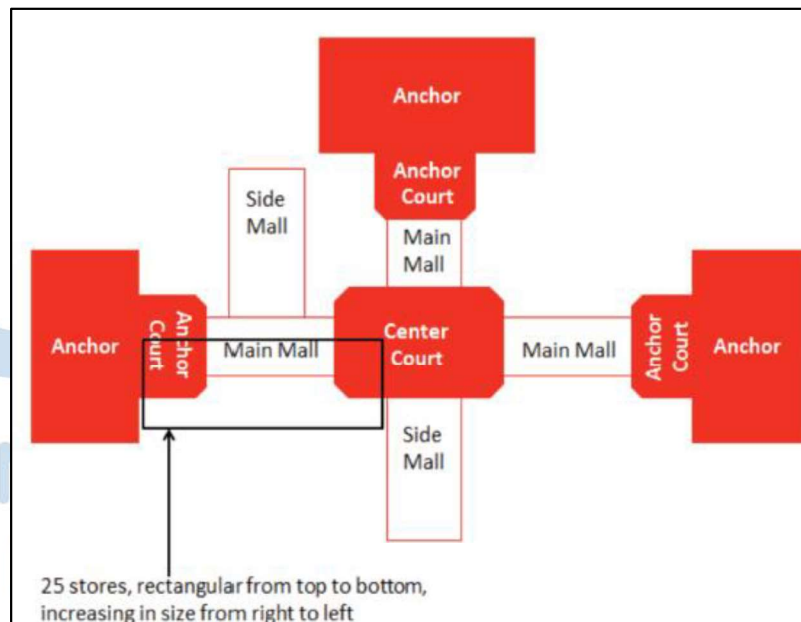 Anchor
Anchor
Court
Side
Mall
Main
Mall
Anchor
Anchor
Court
Main Mall
Center
Court
Main Mall
Anchor
Court
Anchor
Side
Mall
25 stores, rectangular from top to bottom,
increasing in size from right to left